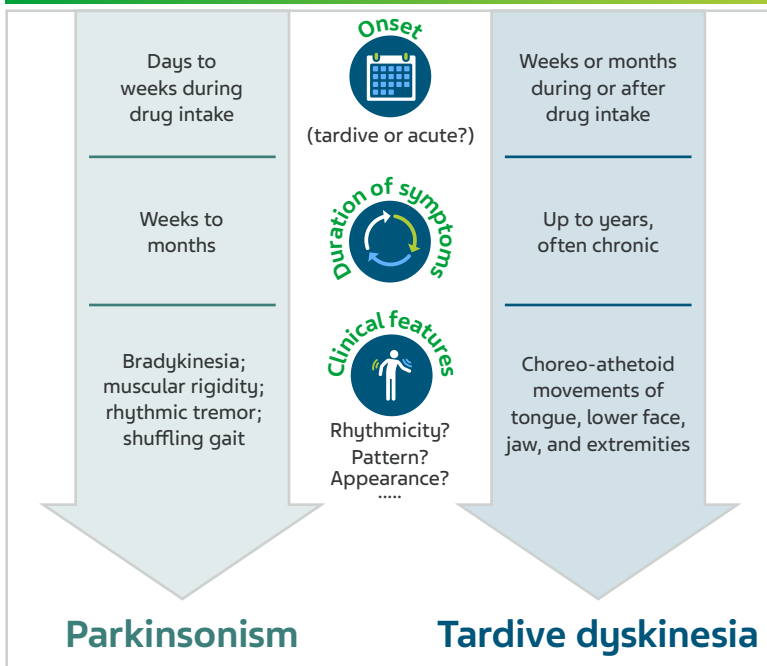 Onset
Days to
weeks during
drug intake
(tardive or acute?)
Weeks or months
during or after
drug intake
Weeks to
months
Duration of symptoms
Up to years,
often chronic
Bradykinesia;
muscular rigidity;
rhythmic tremor;
shuffling gait
Clinical features
Rhythmicity?
Pattern?
Appearance?
.....
Choreo-athetoid
movements of
tongue, lower face,
jaw, and extremities
Parkinsonism
Tardive dyskinesia